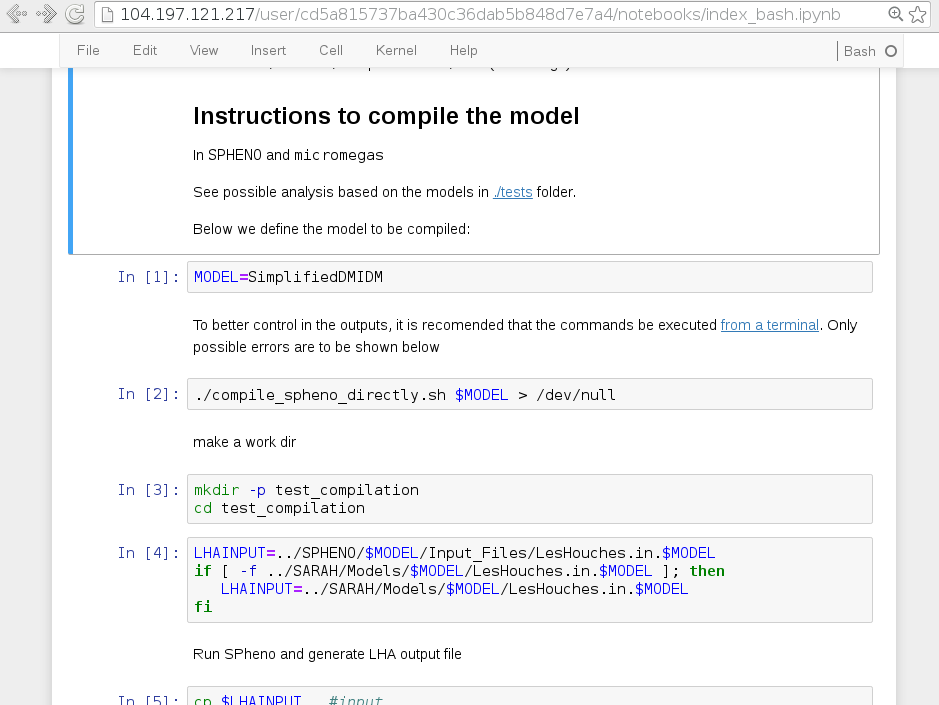 104.197.121.217/user/cd5a815737ba430c36dab5b848d7e7a4/notebooks/index_bash.ipynb
File Edit View Insert Cell Kernel Help Bash
Instructions to compile the model
In SPHENO and micromegas
See possible analysis based on the models in ./tests folder.
Below we define the model to be compiled:
In [1]: MODEL=SimplifiedDMIDM
To better control in the outputs, it is recomended that the commands be executed from a terminal. Only
possible errors are to be shown below
In [2]: ./compile_spheno_directly.sh $MODEL > /dev/null
make a work dir
In [3]: mkdir -p test_compilation
cd test_compilation
In [4]: LHAINPUT=../SPHENO/$MODEL/Input_Files/LesHouches.in.$MODEL
if [ -f ../SARAH/Models/$MODEL/LesHouches.in.$MODEL ]; then
LHAINPUT=../SARAH/Models/$MODEL/LesHouches.in.$MODEL
fi
Run SPheno and generate LHA output file
In [5]: cp $LHAINPUT #input